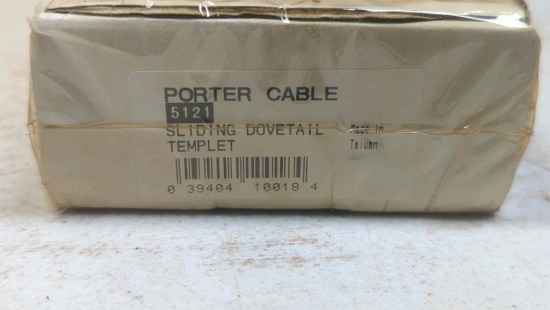 PORTER CABLE
5121
SLIDING DOVETAIL
TEMPLET
Made in
Taiwan
0 39404 10018 4